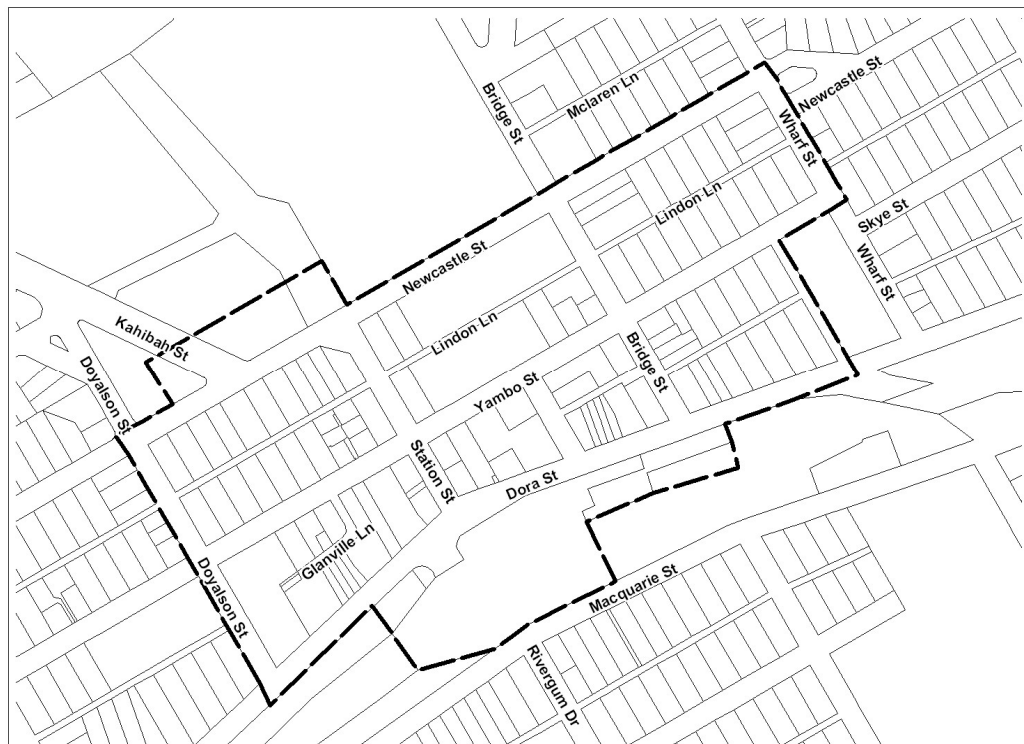 Bridge St
Mclaren Ln
Newcastle St
Wharf St
Lindon Ln
Skye St
Newcastle St
Wharf St
Kahibah St
Lindon Ln
Doyalson St
Bridge St
Yambo St
Station St
Dora St
Glanville Ln
Doyalson St
Macquarie St
Rivergum Dr